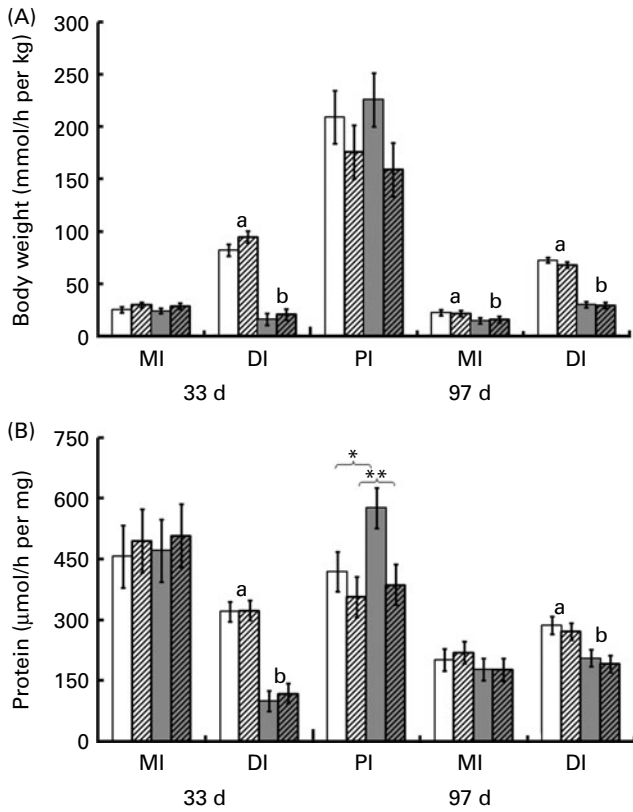 (A)
300
250
200
150
100
50
0
Body weight (mmol/h per kg)
a
b
a
b
a
b
MI DI PI MI DI
33 d 97 d
(B)
750
600
450
300
150
0
Protein (μmol/h per mg)
* 
**
a
b
a
b
MI DI PI MI DI
33 d 97 d